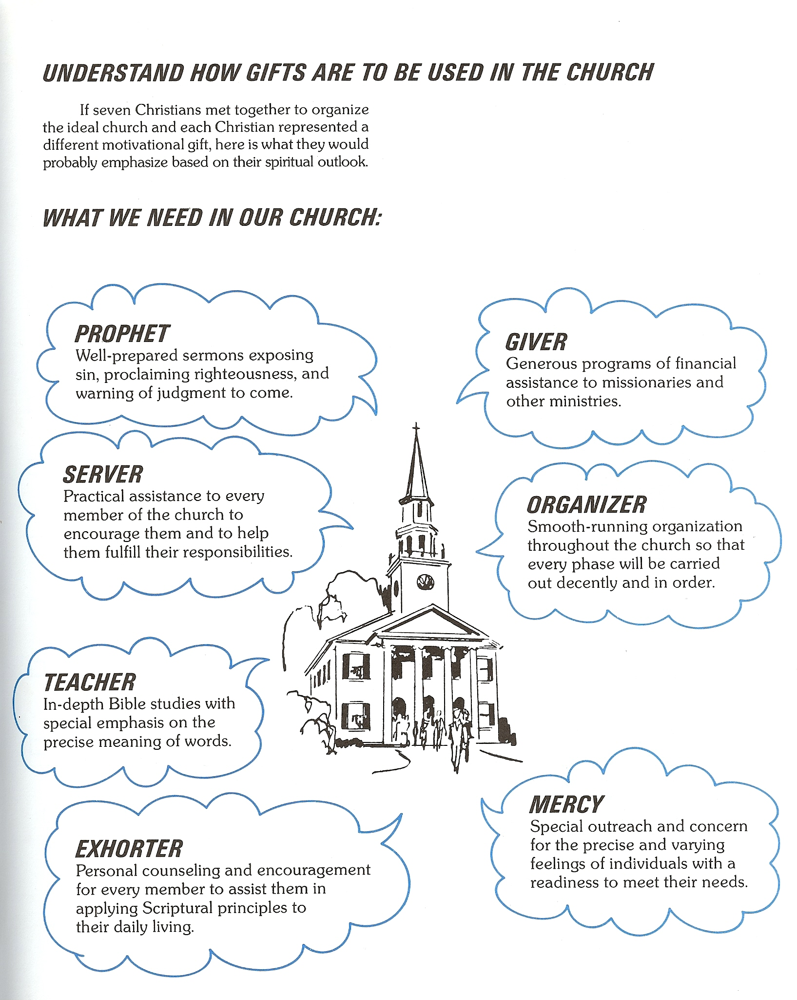 UNDERSTAND HOW GIFTS ARE TO BE USED IN THE CHURCH
If seven Christians met together to organize
the ideal church and each Christian represented a
different motivational gift, here is what they would
probably emphasize based on their spiritual outlook.
WHAT WE NEED IN OUR CHURCH:
PROPHET
Well-prepared sermons exposing
sin, proclaiming righteousness, and
warning of judgment to come.
SERVER
Practical assistance to every
member of the church to
encourage them and to help
them fulfill their responsibilities.
TEACHER
In-depth Bible studies with
special emphasis on the
precise meaning of words.
EXHORTER
Personal counseling and encouragement
for every member to assist them in
applying Scriptural principles to
their daily living.
GIVER
Generous programs of financial
assistance to missionaries and
other ministries.
ORGANIZER
Smooth-running organization
throughout the church so that
every phase will be carried
out decently and in order.
MERCY
Special outreach and concern
for the precise and varying
feelings of individuals with a
readiness to meet their needs.